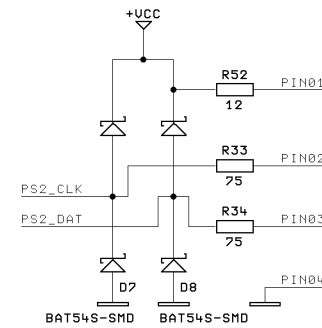 +VCC
R52
PIN01
12
R33
PIN02
75
PS2_CLK
PS2_DAT
R34
PIN03
75
PIN04
D7
D8
BAT54S-SMD
BAT54S-SMD